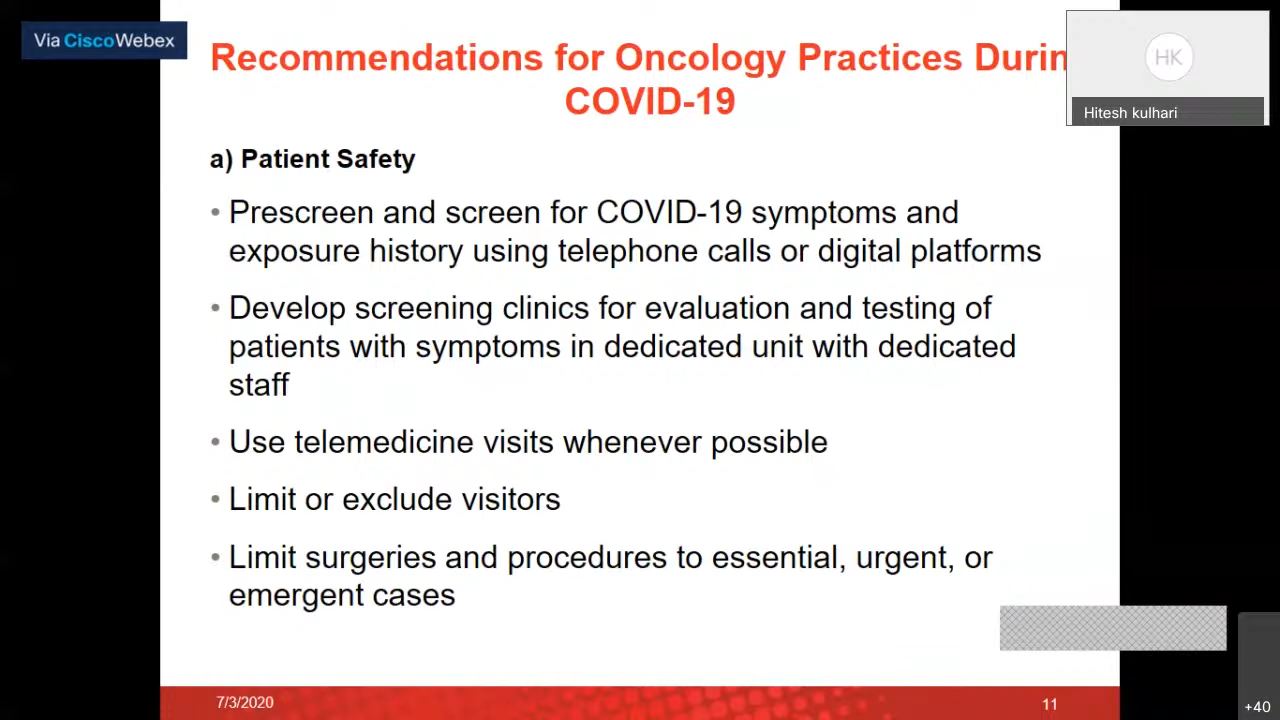 Via CiscoWebex
Recommendations for Oncology Practices Durin
COVID-19
HK
Hitesh kulhari
a) Patient Safety
• Prescreen and screen for COVID-19 symptoms and
exposure history using telephone calls or digital platforms
• Develop screening clinics for evaluation and testing of
patients with symptoms in dedicated unit with dedicated
staff
• Use telemedicine visits whenever possible
• Limit or exclude visitors
• Limit surgeries and procedures to essential, urgent, or
emergent cases
7/3/2020
11
+40